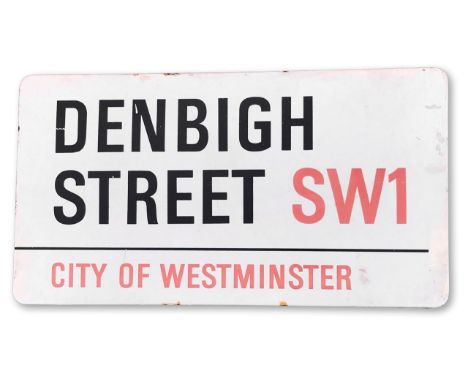 DENBIGH
STREET SW1
CITY OF WESTMINSTER